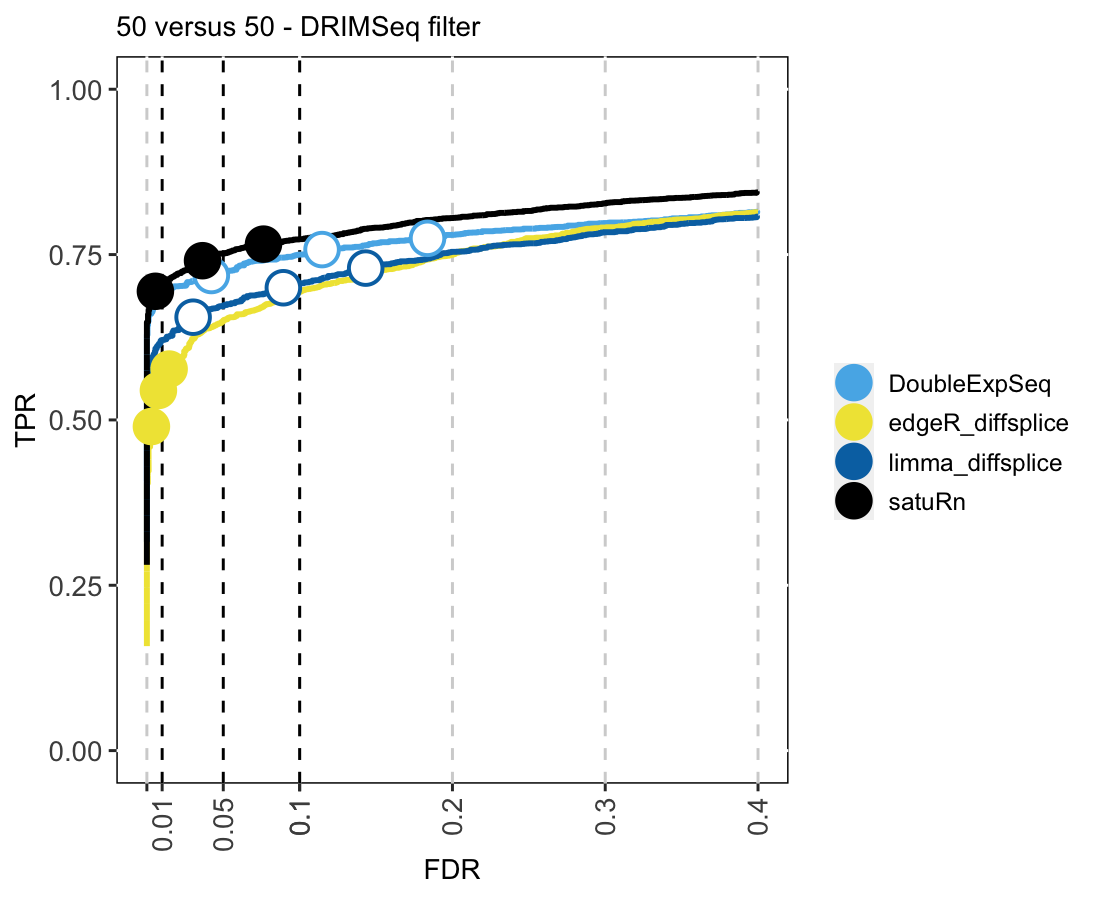 50 versus 50 - DRIMSeq filter
1.00
0.75
0.50
0.25
0.00
TPR
0.01
0.05
0.1
0.2
0.3
0.4
FDR
DoubleExpSeq
edgeR_diffsplice
limma_diffsplice
satuRn